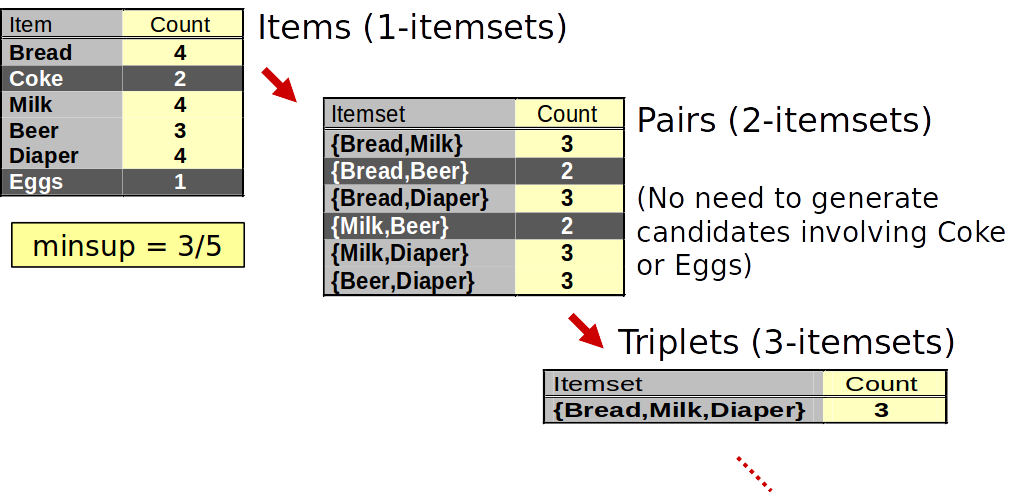 Item Count
Bread 4
Coke 2
Milk 4
Beer 3
Diaper 4
Eggs 1
minsup = 3/5
Items (1-itemsets)
Itemset Count
{Bread,Milk} 3
{Bread,Beer} 2
{Bread,Diaper} 3
{Milk,Beer} 2
{Milk,Diaper} 3
{Beer,Diaper} 3
Pairs (2-itemsets)
(No need to generate
candidates involving Coke
or Eggs)
Triplets (3-itemsets)
Itemset Count
{Bread,Milk,Diaper} 3